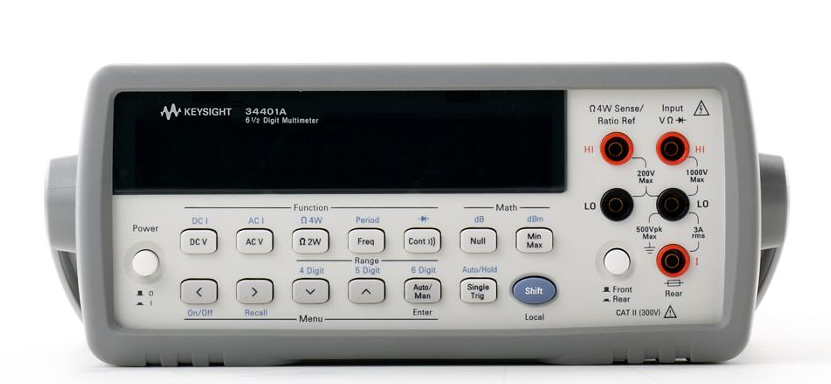 KEYSIGHT 34401A
6½ Digit Multimeter
Ω 4W Sense/ Input
Ratio Ref V Ω
HI HI
200V 1000V
Max Max
LO LO
500Vpk 3A
Max rms
I
Front
Rear Rear
CAT II (300V)
Power
O
I
Function Math
DC I AC I Ω 4W Period dB dBm
DC V AC V Ω 2W Freq Cont Null Min
Max
Range
4 Digit 5 Digit 6 Digit Auto/Hold
< > ∨ ∧ Auto/ Single Shift
Man Trig
On/Off Recall Enter Local
Menu